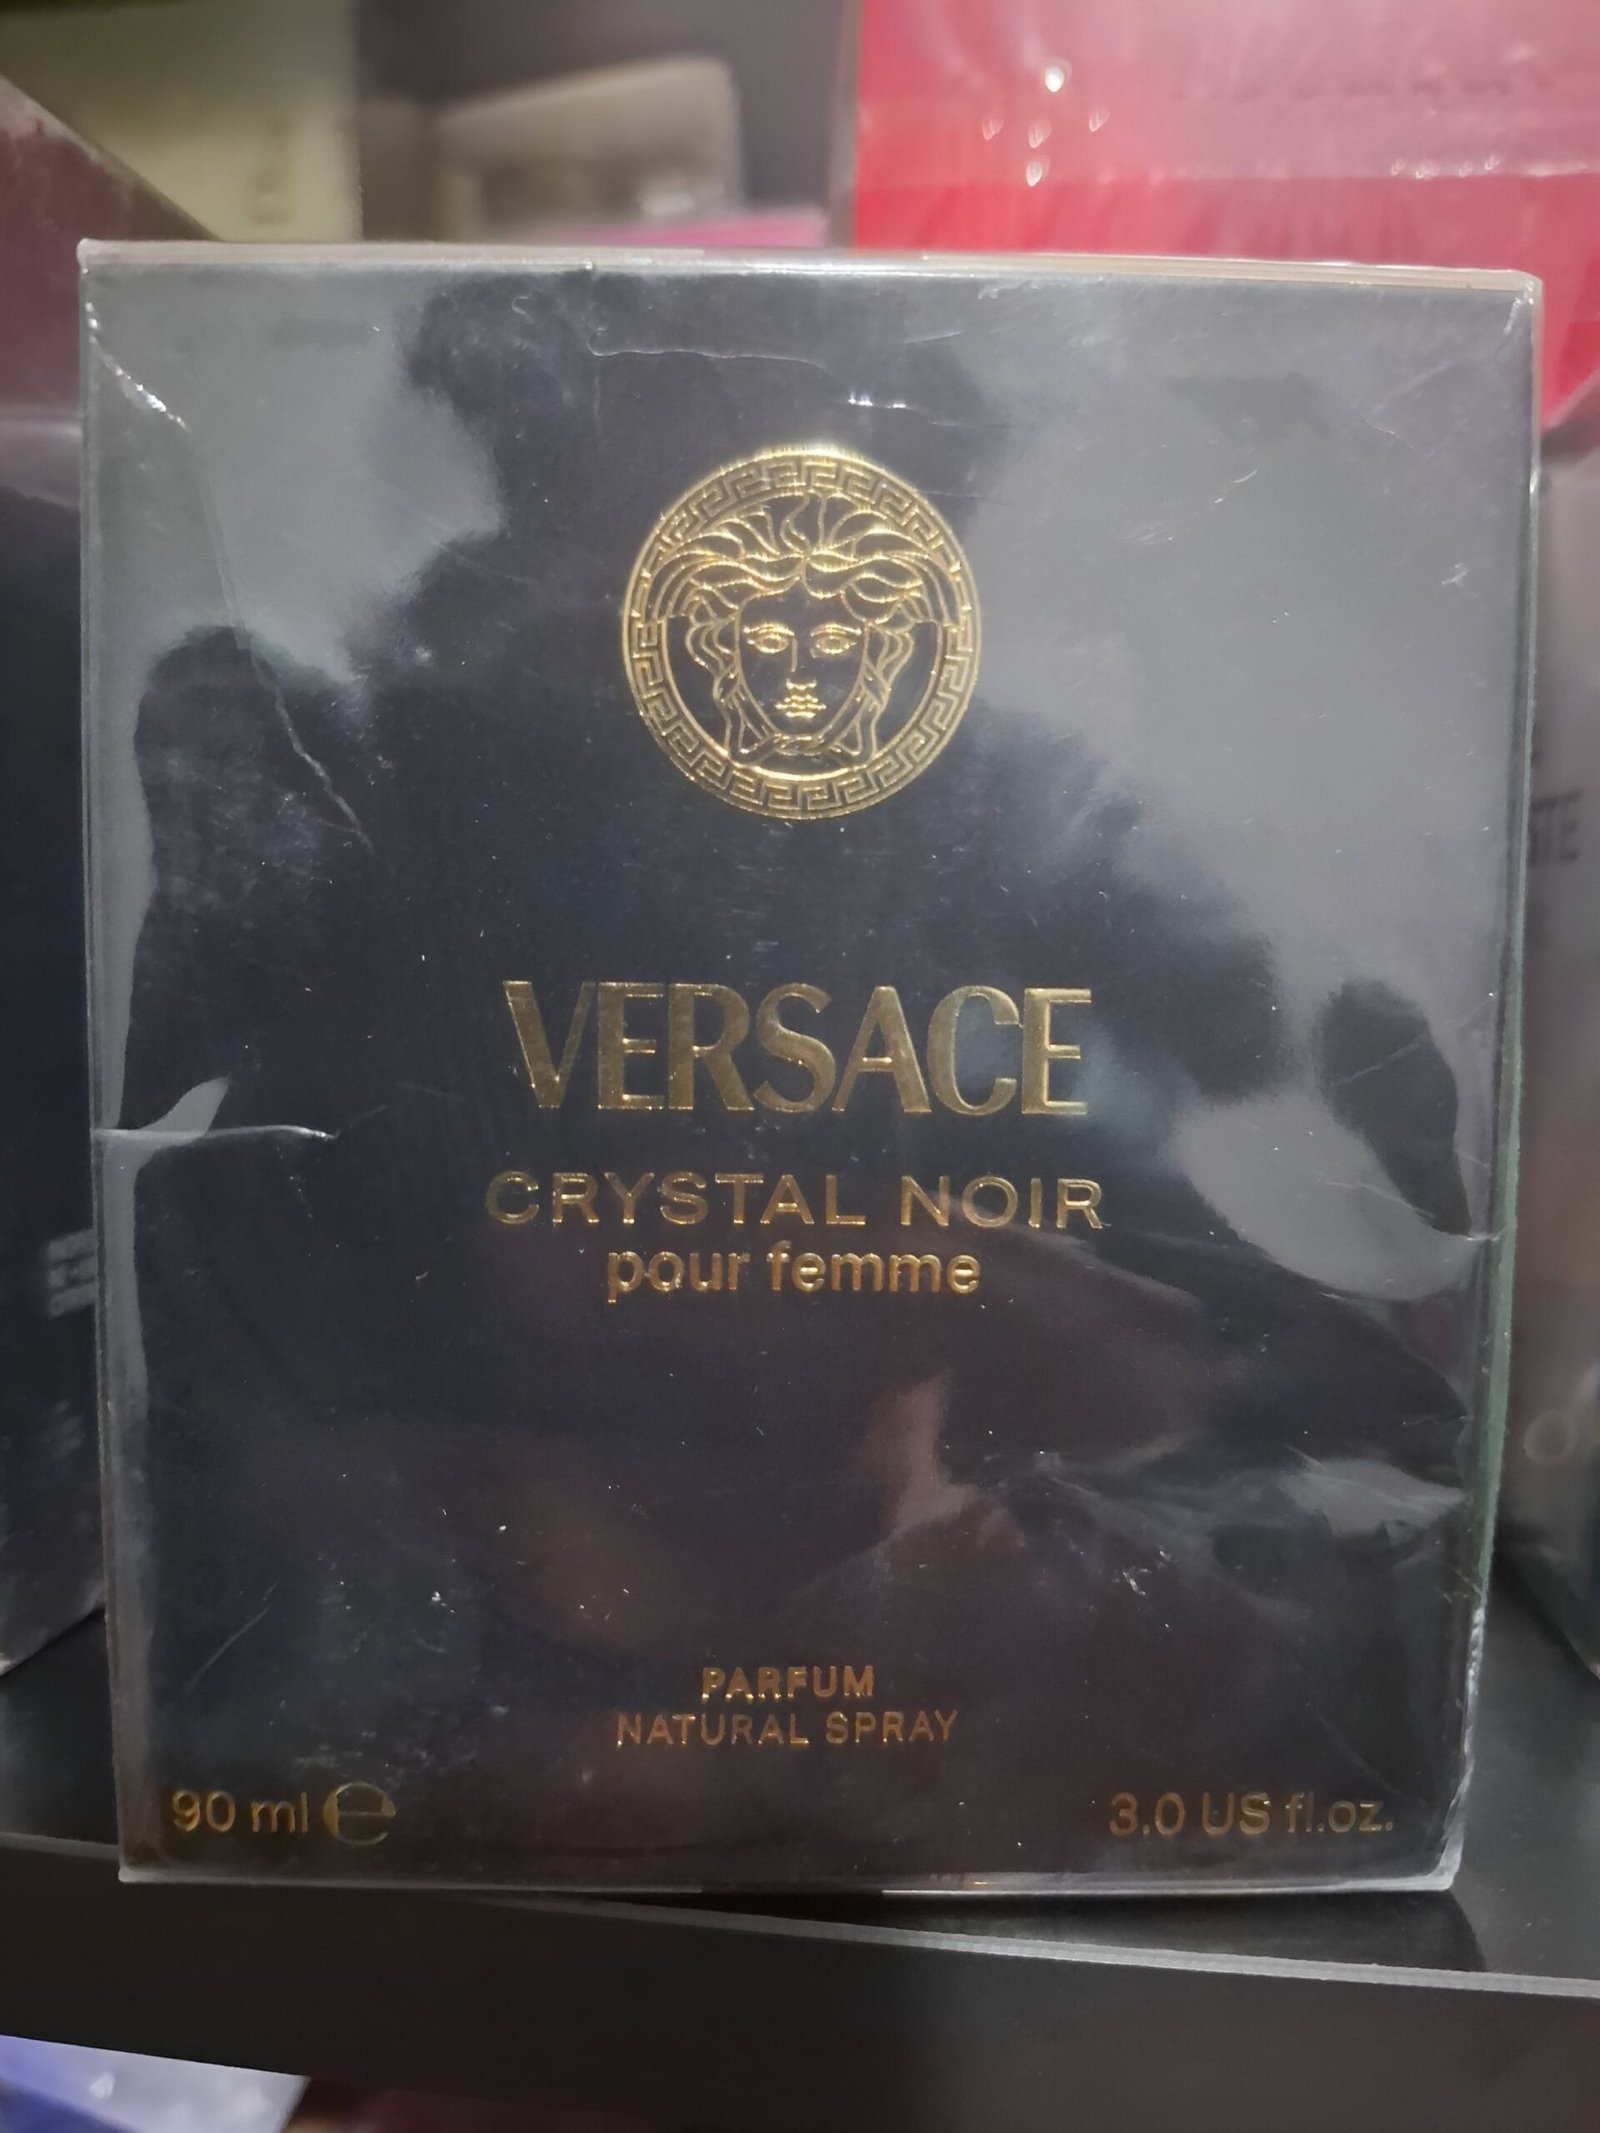 VERSACE
CRYSTAL NOIR
pour femme
PARFUM
NATURAL SPRAY
90 ml e
3.0 US fl.oz.